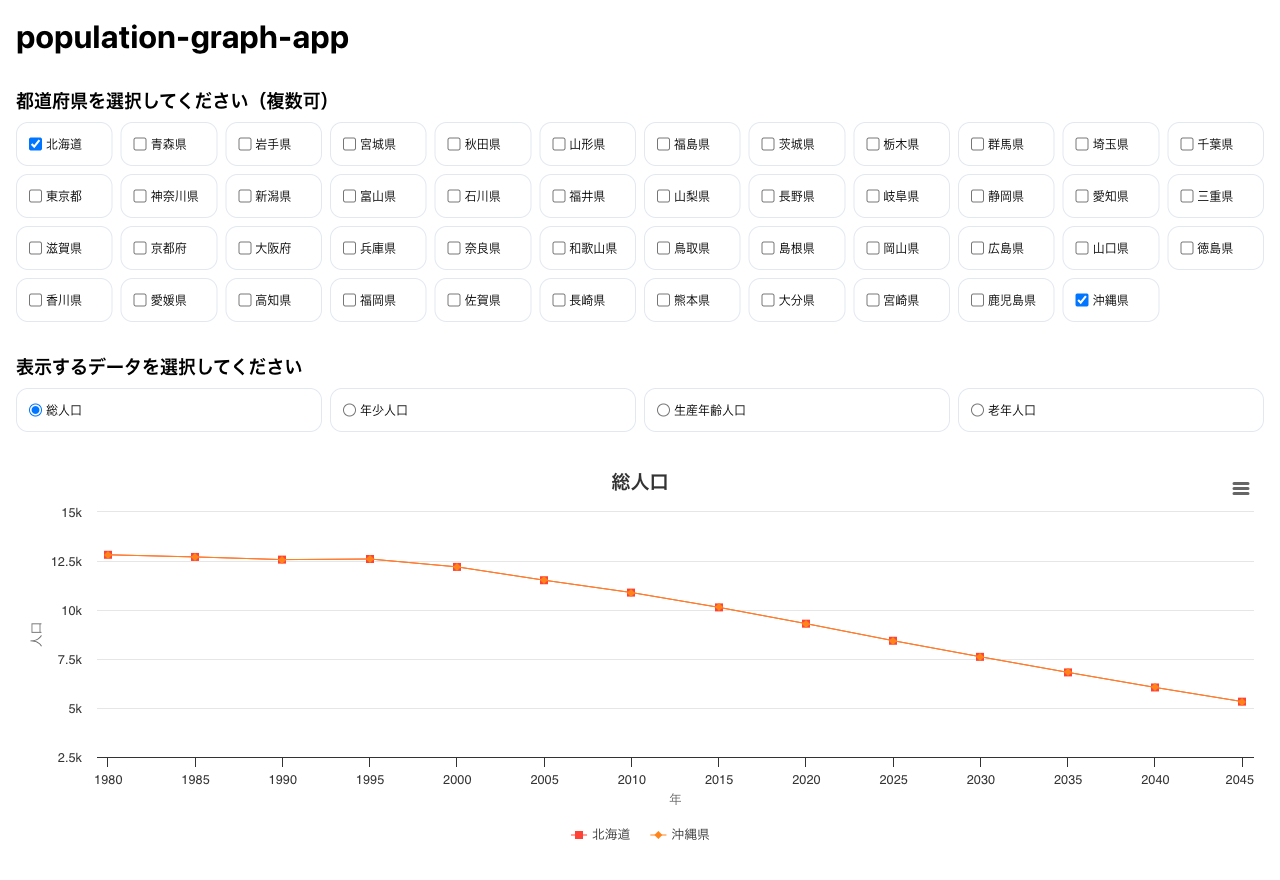 population-graph-app
都道府県を選択してください（複数可）
北海道 青森県 岩手県 宮城県 秋田県 山形県 福島県 茨城県 栃木県 群馬県 埼玉県 千葉県
東京都 神奈川県 新潟県 富山県 石川県 福井県 山梨県 長野県 岐阜県 静岡県 愛知県 三重県
滋賀県 京都府 大阪府 兵庫県 奈良県 和歌山県 鳥取県 島根県 岡山県 広島県 山口県 徳島県
香川県 愛媛県 高知県 福岡県 佐賀県 長崎県 熊本県 大分県 宮崎県 鹿児島県 沖縄県
表示するデータを選択してください
総人口 年少人口 生産年齢人口 老年人口
総人口
15k
12.5k
10k
人口
7.5k
5k
2.5k
1980 1985 1990 1995 2000 2005 2010 2015 2020 2025 2030 2035 2040 2045
年
北海道 沖縄県